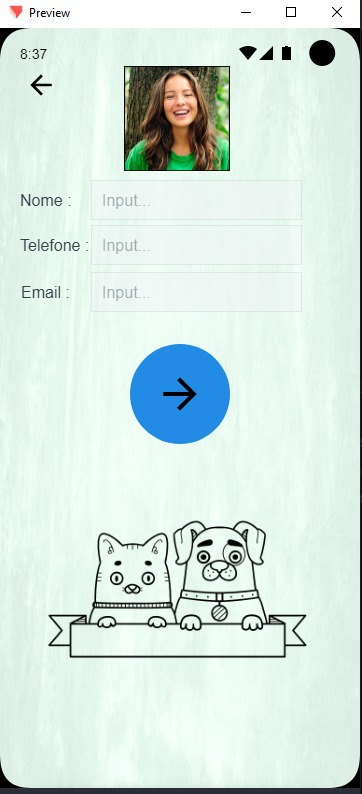 Preview
8:37
Nome : Input...
Telefone : Input...
Email : Input...